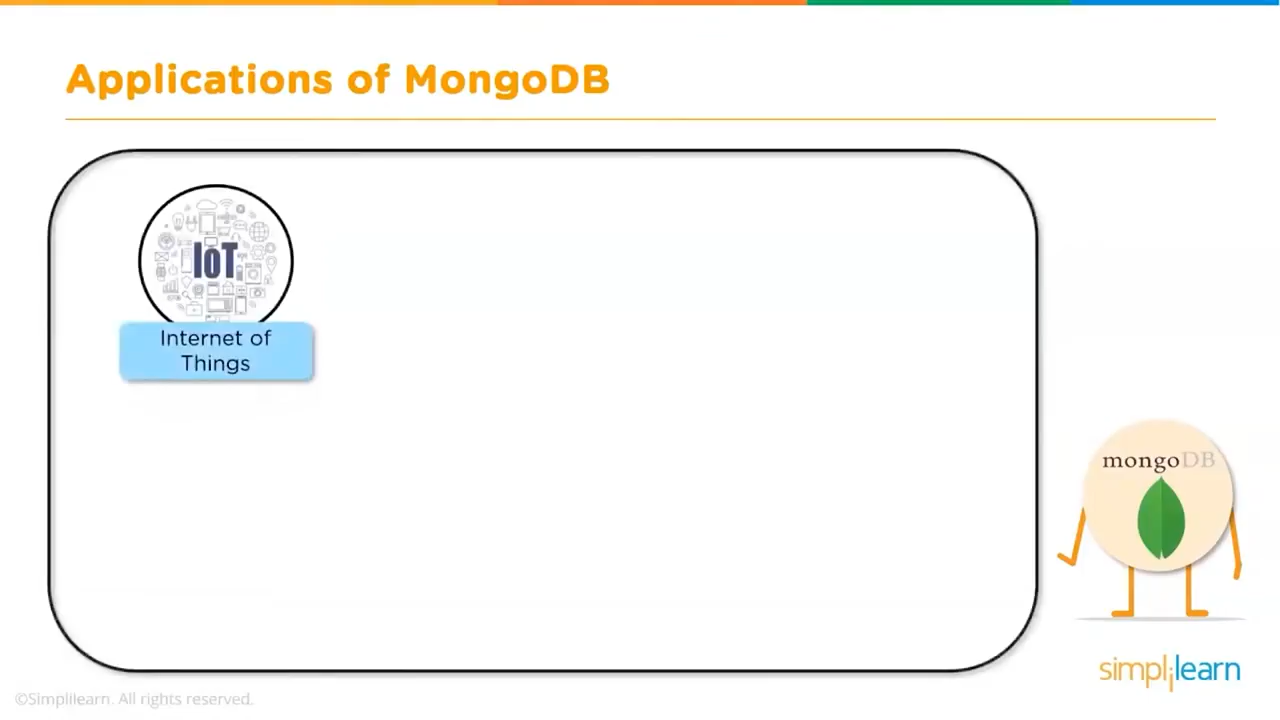 Applications of MongoDB
IoT
Internet of
Things
mongoDB
simplilearn
©Simplilearn. All rights reserved.